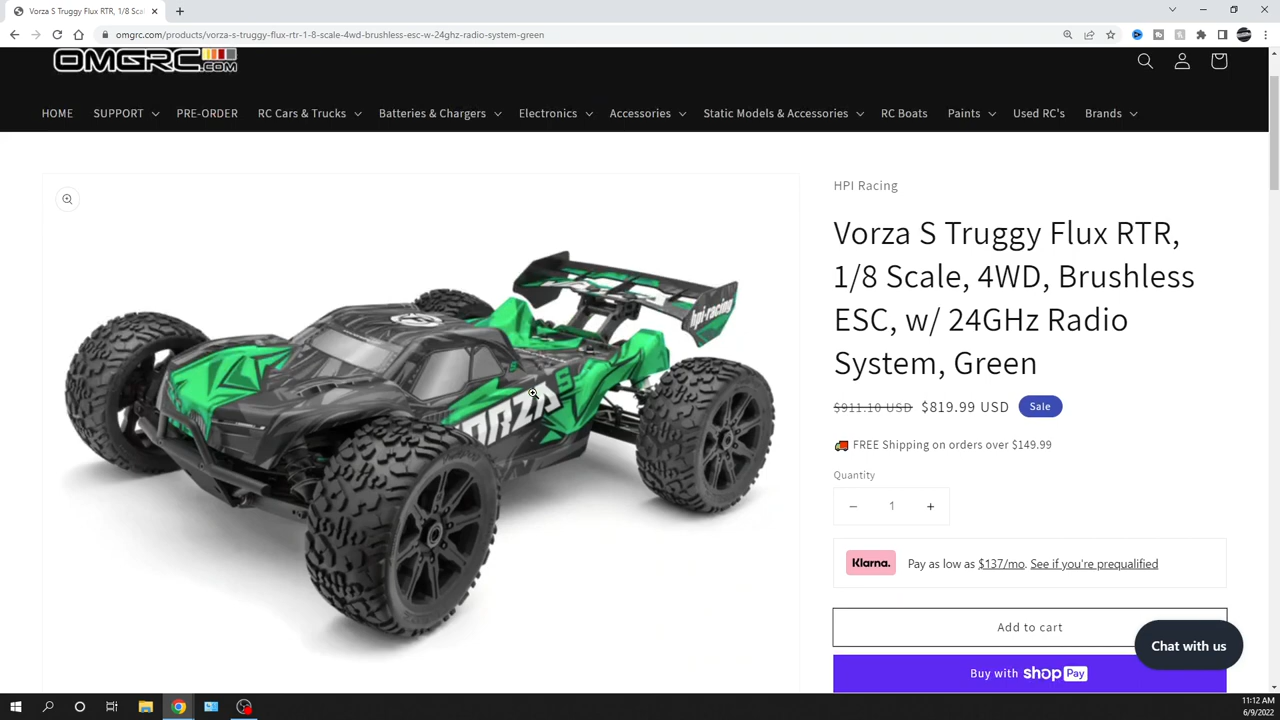 Vorza S Truggy Flux RTR, 1/8 Sca
omgrc.com/products/vorza-s-truggy-flux-rtr-1-8-scale-4wd-brushless-esc-w-24ghz-radio-system-green
OMGRC.COM
HOME SUPPORT PRE-ORDER RC Cars & Trucks Batteries & Chargers Electronics Accessories Static Models & Accessories RC Boats Paints Used RC's Brands
HPI Racing
Vorza S Truggy Flux RTR,
1/8 Scale, 4WD, Brushless
ESC, w/ 24GHz Radio
System, Green
$911.10 USD $819.99 USD Sale
FREE Shipping on orders over $149.99
Quantity
− 1 +
Klarna. Pay as low as $137/mo. See if you're prequalified
Add to cart
Chat with us
Buy with shop Pay
hpi-racing
VORZA S
11:12 AM
6/9/2022